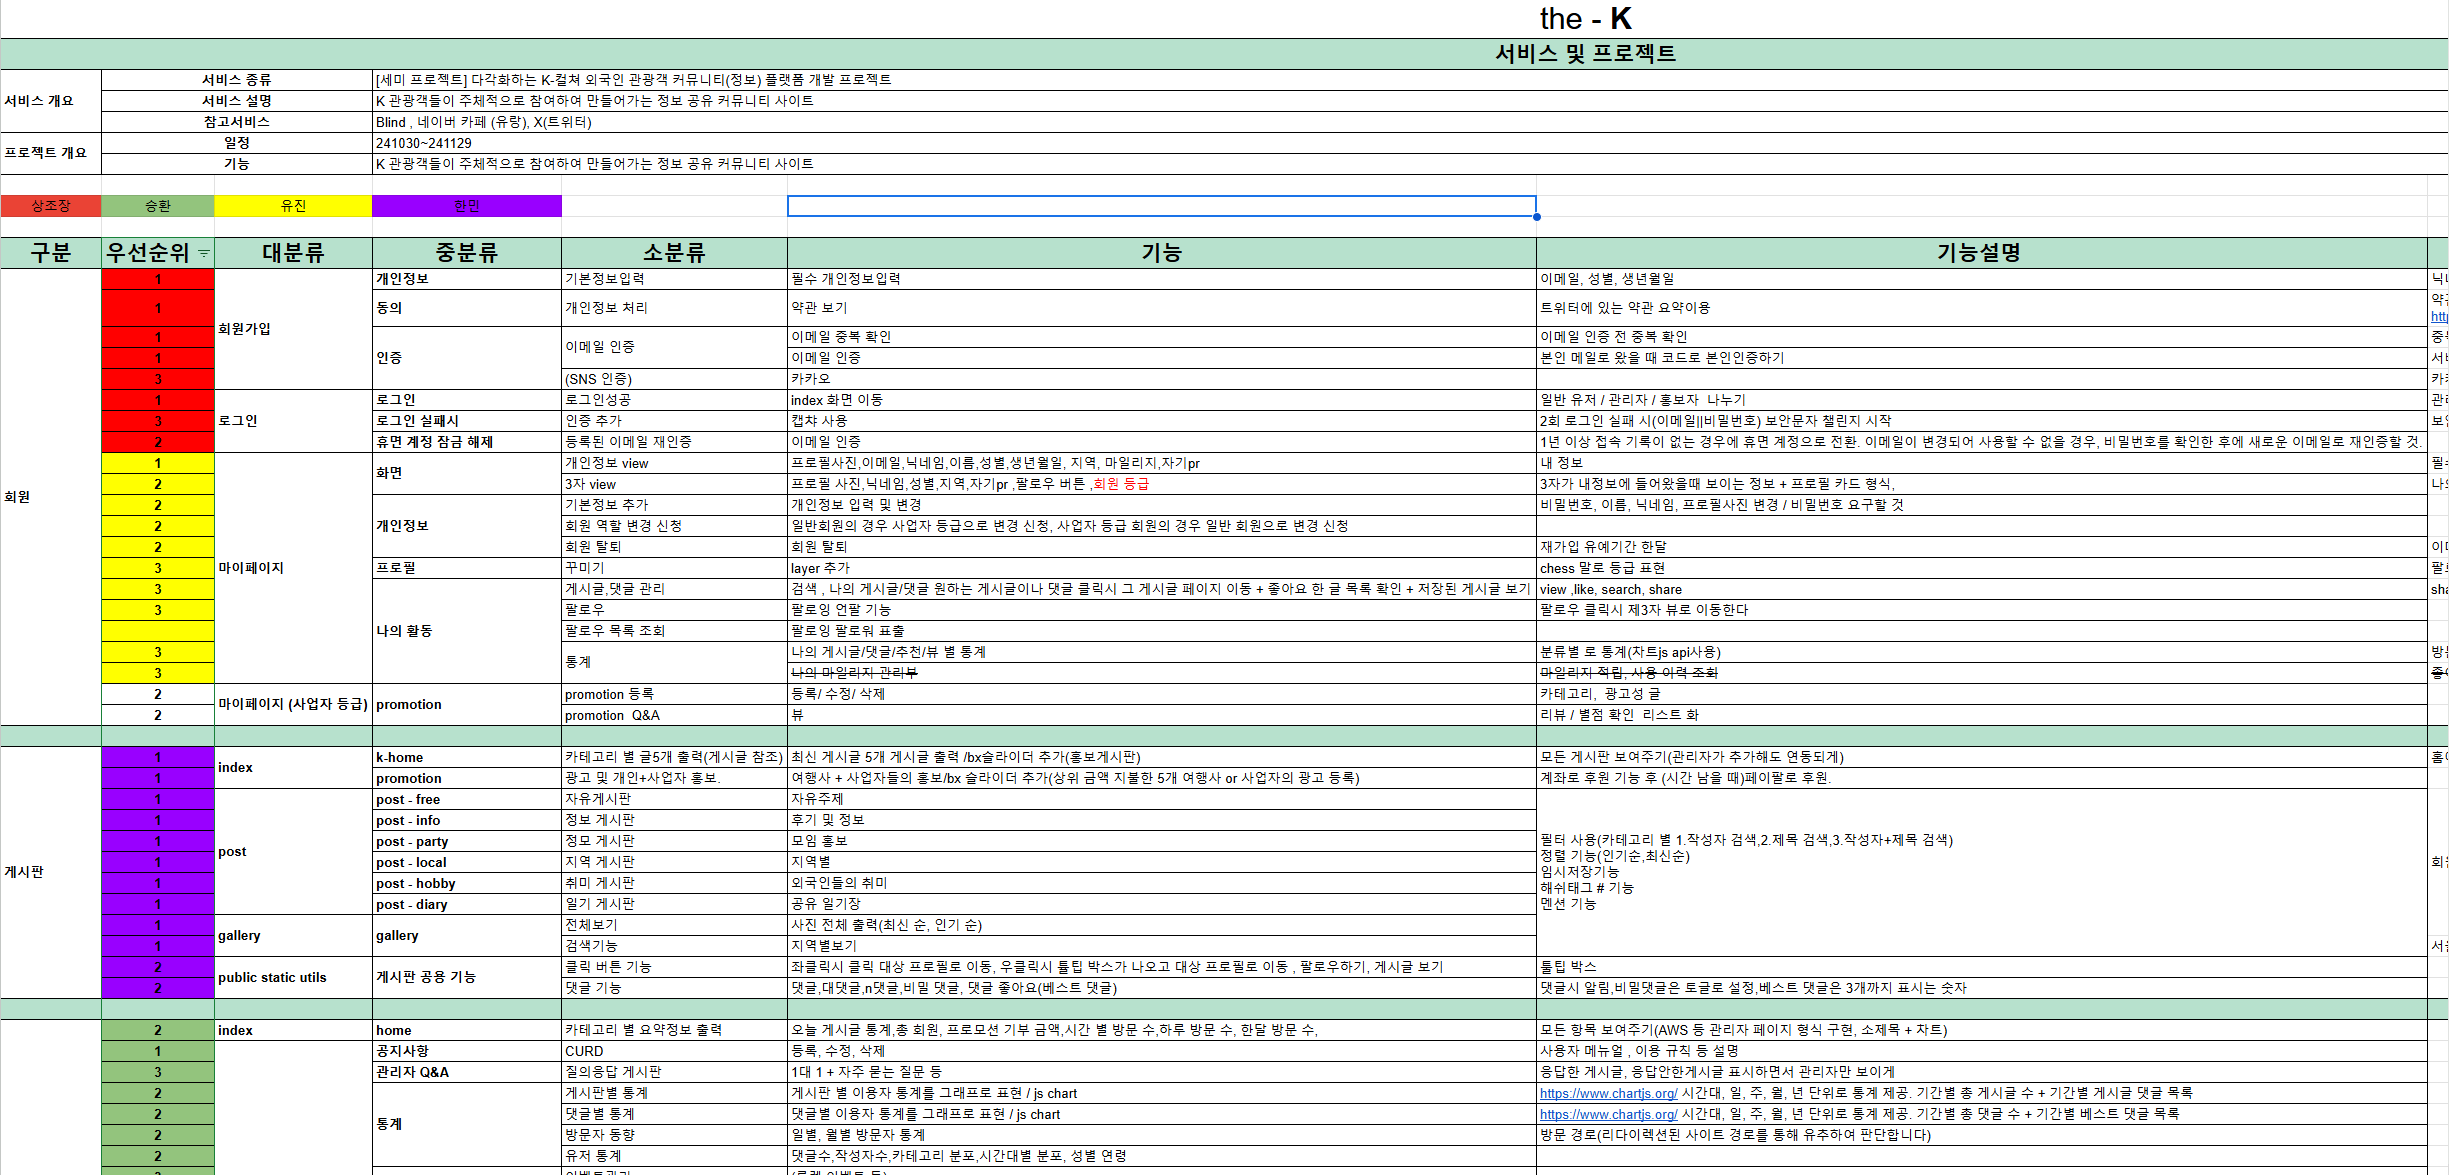 the - K
서비스 및 프로젝트
서비스 개요
서비스 종류 [세미 프로젝트] 다각화하는 K-컬쳐 외국인 관광객 커뮤니티(정보) 플랫폼 개발 프로젝트
서비스 설명 K 관광객들이 주체적으로 참여하여 만들어가는 정보 공유 커뮤니티 사이트
참고서비스 Blind , 네이버 카페 (유랑), X(트위터)
프로젝트 개요
일정 241030~241129
기능 K 관광객들이 주체적으로 참여하여 만들어가는 정보 공유 커뮤니티 사이트
상조장 승환 유진 한민
구분 우선순위 대분류 중분류 소분류 기능 기능설명
회원
1 회원가입 개인정보 기본정보입력 필수 개인정보입력 이메일, 성별, 생년월일
1 동의 개인정보 처리 약관 보기 트위터에 있는 약관 요약이용
1 인증 이메일 인증 이메일 중복 확인 이메일 인증 전 중복 확인
1 이메일 인증 본인 메일로 왔을 때 코드로 본인인증하기
3 (SNS 인증) 카카오
1 로그인 로그인 로그인성공 index 화면 이동 일반 유저 / 관리자 / 홍보자 나누기
3 로그인 실패시 인증 추가 캡챠 사용 2회 로그인 실패 시(이메일||비밀번호) 보안문자 챌린지 시작
2 휴면 계정 잠금 해제 등록된 이메일 재인증 이메일 인증 1년 이상 접속 기록이 없는 경우에 휴면 계정으로 전환. 이메일이 변경되어 사용할 수 없을 경우, 비밀번호를 확인한 후에 새로운 이메일로 재인증할 것.
1 마이페이지 화면 개인정보 view 프로필사진,이메일,닉네임,이름,성별,생년월일, 지역, 마일리지,자기pr 내 정보
2 3자 view 프로필 사진,닉네임,성별,지역,자기pr ,팔로우 버튼 ,회원 등급 3자가 내정보에 들어왔을때 보이는 정보 + 프로필 카드 형식,
2 개인정보 기본정보 추가 개인정보 입력 및 변경 비밀번호, 이름, 닉네임, 프로필사진 변경 / 비밀번호 요구할 것
2 회원 역할 변경 신청 일반회원의 경우 사업자 등급으로 변경 신청, 사업자 등급 회원의 경우 일반 회원으로 변경 신청
2 회원 탈퇴 회원 탈퇴 재가입 유예기간 한달
3 프로필 꾸미기 layer 추가 chess 말로 등급 표현
3 나의 활동 게시글,댓글 관리 검색 , 나의 게시글/댓글 원하는 게시글이나 댓글 클릭시 그 게시글 페이지 이동 + 좋아요 한 글 목록 확인 + 저장된 게시글 보기 view ,like, search, share
3 팔로우 팔로잉 언팔 기능 팔로우 클릭시 제3자 뷰로 이동한다
팔로우 목록 조회 팔로잉 팔로워 표출
3 통계 나의 게시글/댓글/추천/뷰 별 통계 분류별 로 통계(차트js api사용)
3 나의 마일리지 관리부 마일리지 적립, 사용 이력 조회
2 마이페이지 (사업자 등급) promotion promotion 등록 등록/ 수정/ 삭제 카테고리, 광고성 글
2 promotion Q&A 뷰 리뷰 / 별점 확인 리스트 화
게시판
1 index k-home 카테고리 별 글5개 출력(게시글 참조) 최신 게시글 5개 게시글 출력 /bx슬라이더 추가(홍보게시판) 모든 게시판 보여주기(관리자가 추가해도 연동되게)
1 promotion 광고 및 개인+사업자 홍보. 여행사 + 사업자들의 홍보/bx 슬라이더 추가(상위 금액 지불한 5개 여행사 or 사업자의 광고 등록) 계좌로 후원 기능 후 (시간 남을 때)페이팔로 후원.
1 post post - free 자유게시판 자유주제
1 post - info 정보 게시판 후기 및 정보
1 post - party 정모 게시판 모임 홍보
1 post - local 지역 게시판 지역별
1 post - hobby 취미 게시판 외국인들의 취미
1 post - diary 일기 게시판 공유 일기장
필터 사용(카테고리 별 1.작성자 검색,2.제목 검색,3.작성자+제목 검색)
정렬 기능(인기순,최신순)
임시저장기능
해쉬태그 # 기능
멘션 기능
1 gallery gallery 전체보기 사진 전체 출력(최신 순, 인기 순)
1 검색기능 지역별보기
2 public static utils 게시판 공용 기능 클릭 버튼 기능 좌클릭시 클릭 대상 프로필로 이동, 우클릭시 튤팁 박스가 나오고 대상 프로필로 이동 , 팔로우하기, 게시글 보기 툴팁 박스
2 댓글 기능 댓글,대댓글,n댓글,비밀 댓글, 댓글 좋아요(베스트 댓글) 댓글시 알림,비밀댓글은 토글로 설정,베스트 댓글은 3개까지 표시는 숫자
2 index home 카테고리 별 요약정보 출력 오늘 게시글 통계,총 회원, 프로모션 기부 금액,시간 별 방문 수,하루 방문 수, 한달 방문 수, 모든 항목 보여주기(AWS 등 관리자 페이지 형식 구현, 소제목 + 차트)
1 공지사항 CURD 등록, 수정, 삭제 사용자 메뉴얼 , 이용 규칙 등 설명
3 관리자 Q&A 질의응답 게시판 1대 1 + 자주 묻는 질문 등 응답한 게시글, 응답안한게시글 표시하면서 관리자만 보이게
2 통계 게시판별 통계 게시판 별 이용자 통계를 그래프로 표현 / js chart https://www.chartjs.org/ 시간대, 일, 주, 월, 년 단위로 통계 제공. 기간별 총 게시글 수 + 기간별 게시글 댓글 목록
2 댓글별 통계 댓글별 이용자 통계를 그래프로 표현 / js chart https://www.chartjs.org/ 시간대, 일, 주, 월, 년 단위로 통계 제공. 기간별 총 댓글 수 + 기간별 베스트 댓글 목록
2 방문자 동향 일별, 월별 방문자 통계 방문 경로(리다이렉션된 사이트 경로를 통해 유추하여 판단합니다)
2 유저 통계 댓글수,작성자수,카테고리 분포,시간대별 분포, 성별 연령